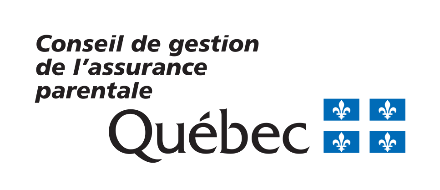 Conseil de gestion
de l'assurance
parentale
Québec